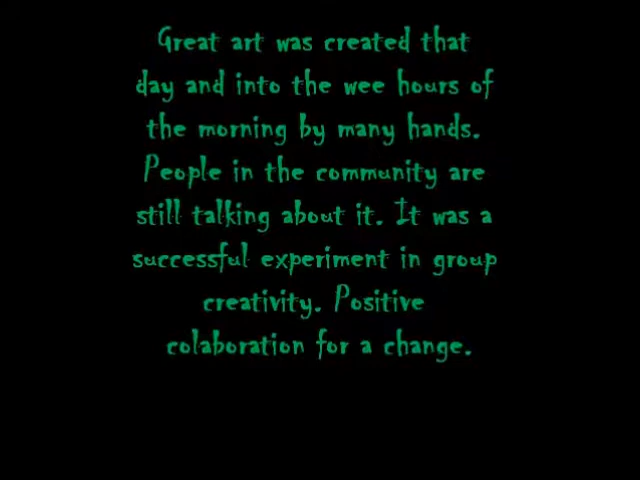 Great art was created that
day and into the wee hours of
the morning by many hands.
People in the community are
still talking about it. It was a
successful experiment in group
creativity. Positive
colaboration for a change.